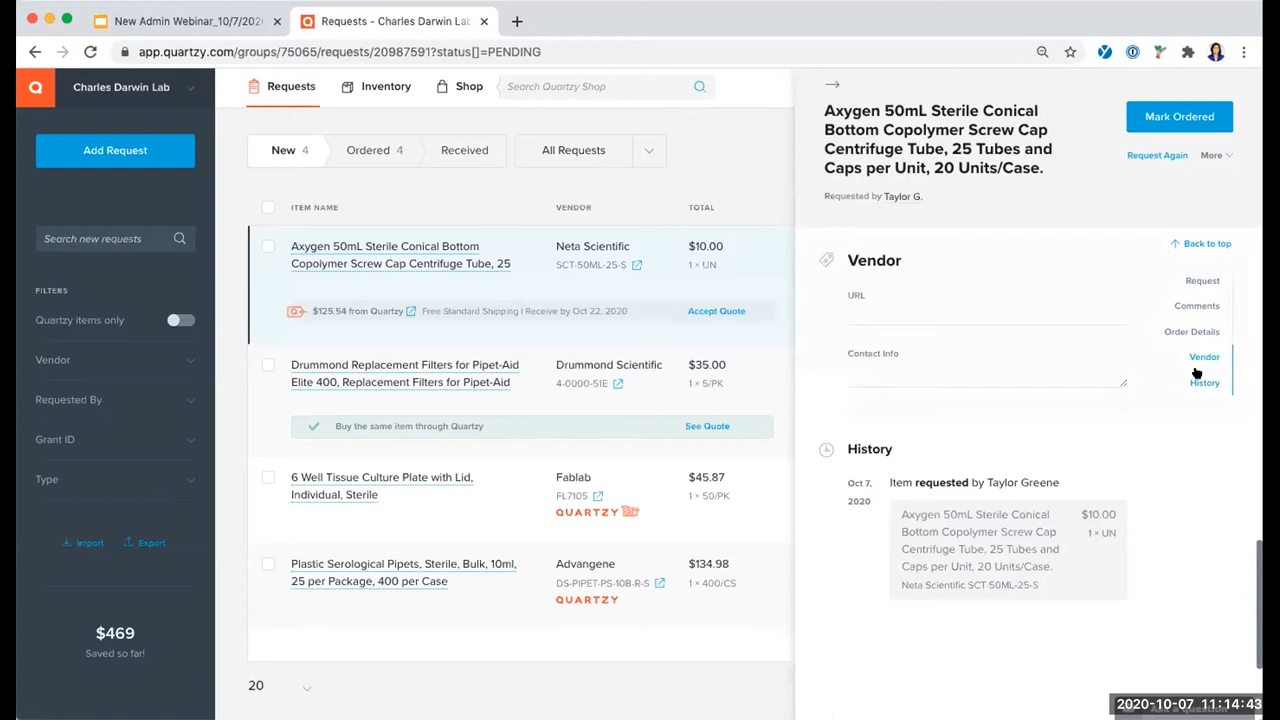 New Admin Webinar_10/7/202
Requests - Charles Darwin Lab
app.quartzy.com/groups/75065/requests/20987591?status[]=PENDING
Charles Darwin Lab
Requests
Inventory
Shop
Search Quartzy Shop
Add Request
Search new requests
FILTERS
Quartzy items only
Vendor
Requested By
Grant ID
Type
Import
Export
$469
Saved so far!
New 4
Ordered 4
Received
All Requests
ITEM NAME
VENDOR
TOTAL
Axygen 50mL Sterile Conical Bottom
Copolymer Screw Cap Centrifuge Tube, 25
Neta Scientific
SCT-50ML-25-S
$10.00
1 × UN
$125.54 from Quartzy
Free Standard Shipping | Receive by Oct 22, 2020
Accept Quote
Drummond Replacement Filters for Pipet-Aid
Elite 400, Replacement Filters for Pipet-Aid
Drummond Scientific
4-0000-51E
$35.00
1 × 5/PK
Buy the same item through Quartzy
See Quote
6 Well Tissue Culture Plate with Lid,
Individual, Sterile
Fablab
FL7105
QUARTZY
$45.87
1 × 50/PK
Plastic Serological Pipets, Sterile, Bulk, 10ml,
25 per Package, 400 per Case
Advangene
DS-PIPET-PS-10B-R-S
QUARTZY
$134.98
1 × 400/CS
20
Axygen 50mL Sterile Conical
Bottom Copolymer Screw Cap
Centrifuge Tube, 25 Tubes and
Caps per Unit, 20 Units/Case.
Requested by Taylor G.
Mark Ordered
Request Again
More
Back to top
Request
Comments
Order Details
Vendor
History
Vendor
URL
Contact Info
History
Oct 7,
2020
Item requested by Taylor Greene
Axygen 50mL Sterile Conical
Bottom Copolymer Screw Cap
Centrifuge Tube, 25 Tubes and
Caps per Unit, 20 Units/Case.
Neta Scientific SCT-50ML-25-S
$10.00
1 × UN
2020-10-07 11:14:43